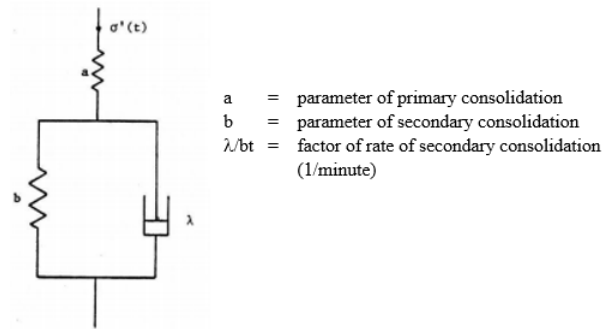 σ'(t)
a
b
λ
a = parameter of primary consolidation
b = parameter of secondary consolidation
λ/bt = factor of rate of secondary consolidation
(1/minute)